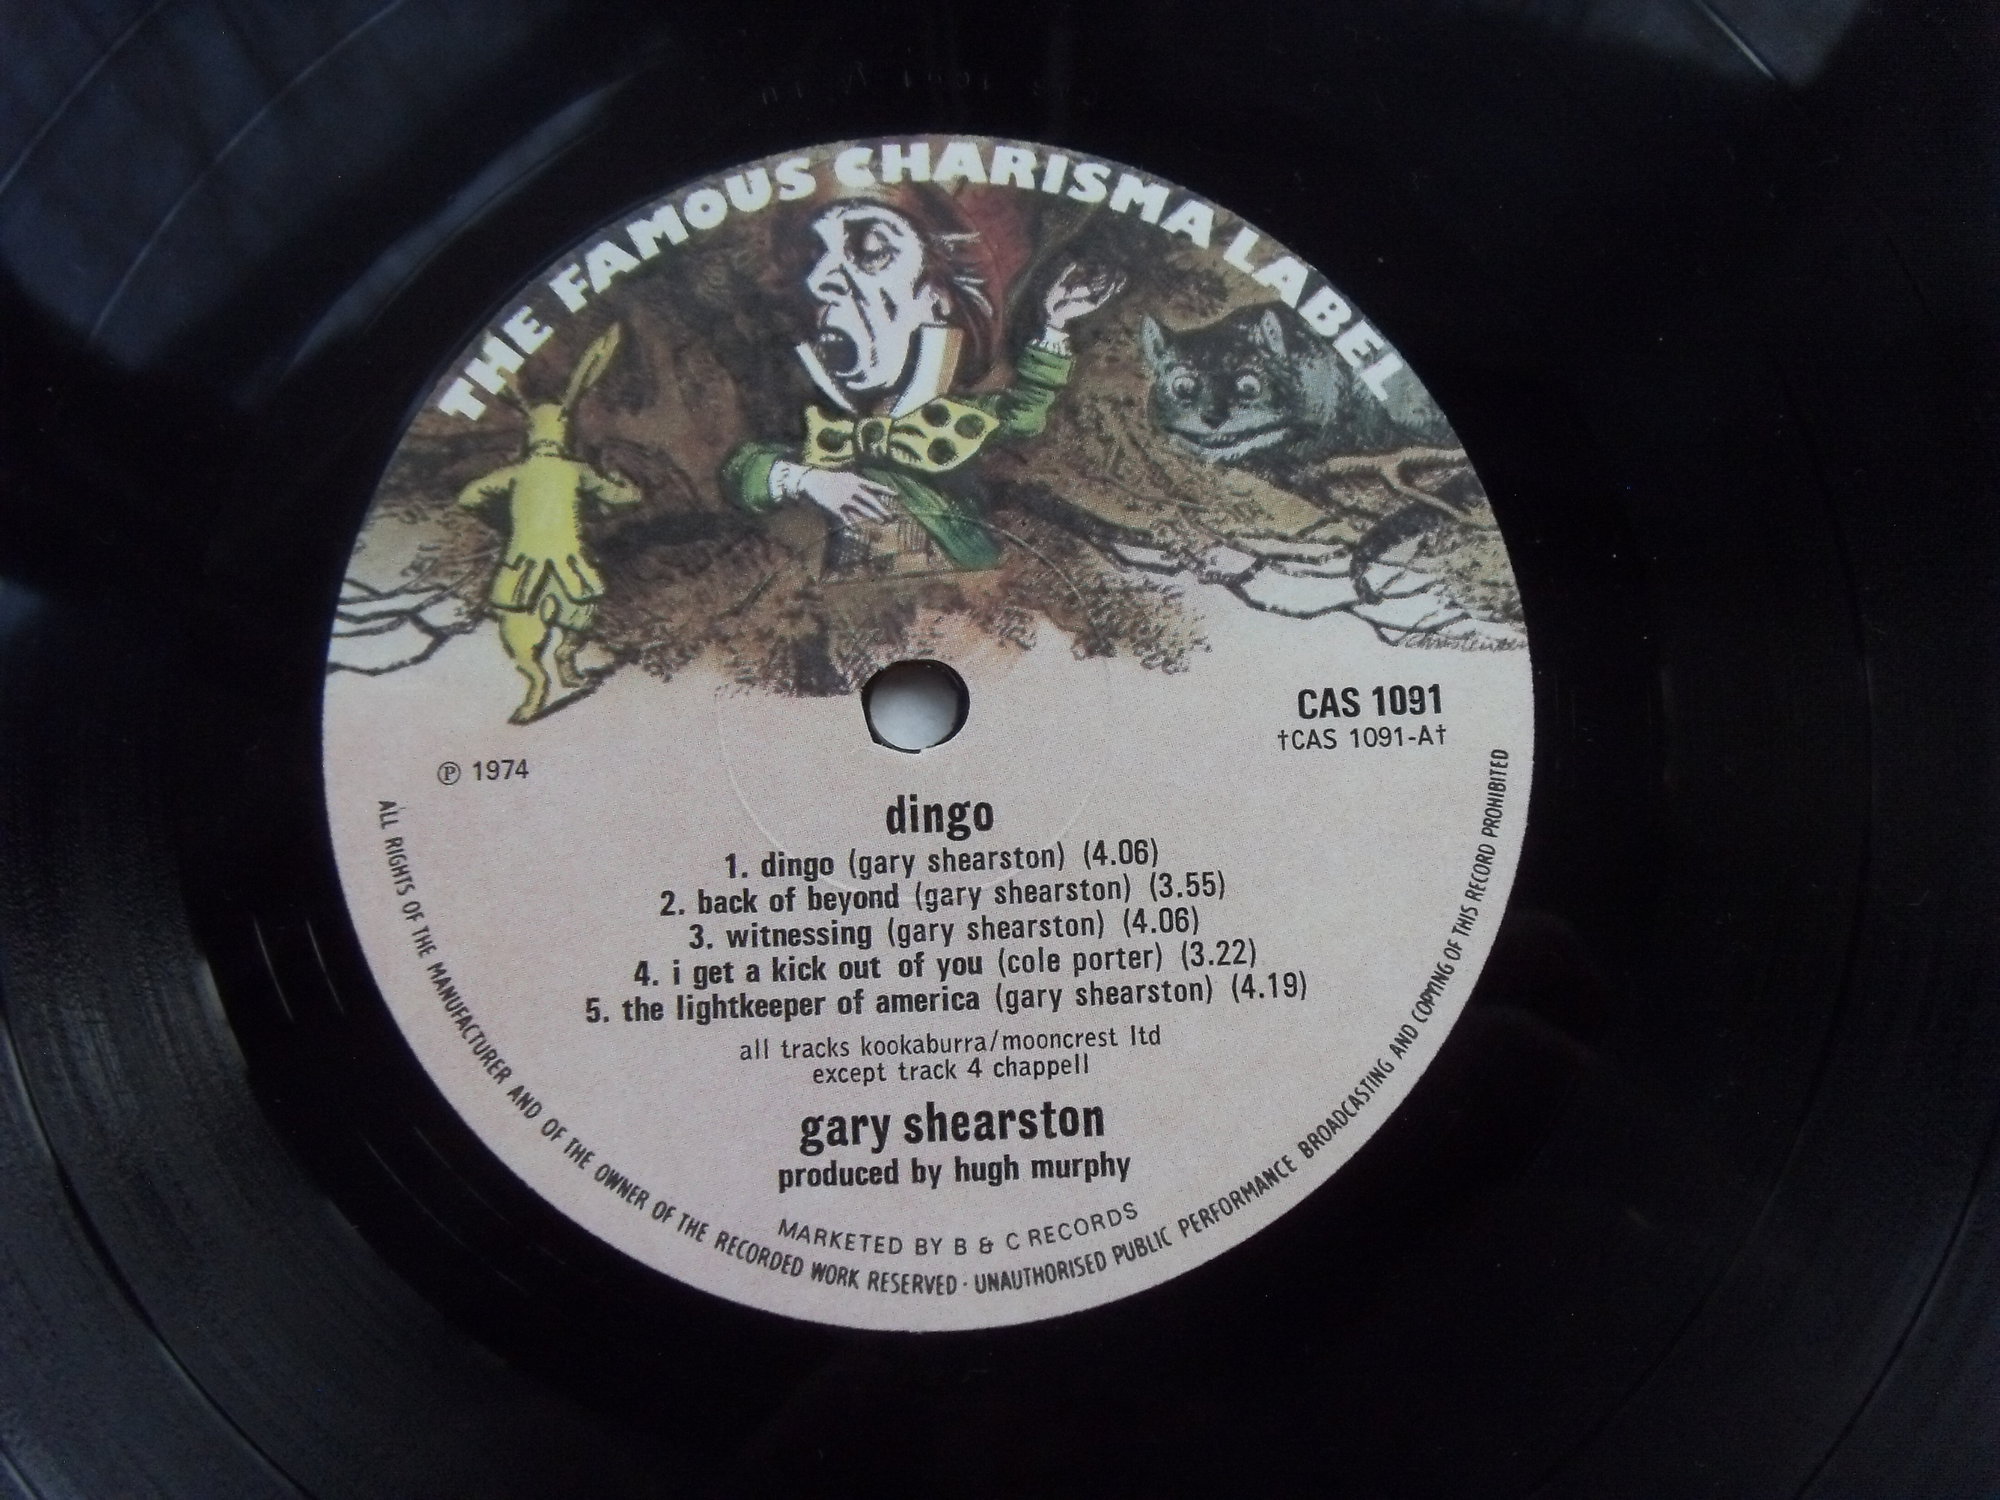 THE FAMOUS CHARISMA LABEL
CAS 1091
†CAS 1091-A†
℗ 1974
dingo
1. dingo (gary shearston) (4.06)
2. back of beyond (gary shearston) (3.55)
3. witnessing (gary shearston) (4.06)
4. i get a kick out of you (cole porter) (3.22)
5. the lightkeeper of america (gary shearston) (4.19)
all tracks kookaburra/mooncrest ltd
except track 4 chappell
gary shearston
produced by hugh murphy
MARKETED BY B & C RECORDS
ALL RIGHTS OF THE MANUFACTURER AND OF THE OWNER OF THE RECORDED WORK RESERVED · UNAUTHORISED PUBLIC PERFORMANCE BROADCASTING AND COPYING OF THIS RECORD PROHIBITED